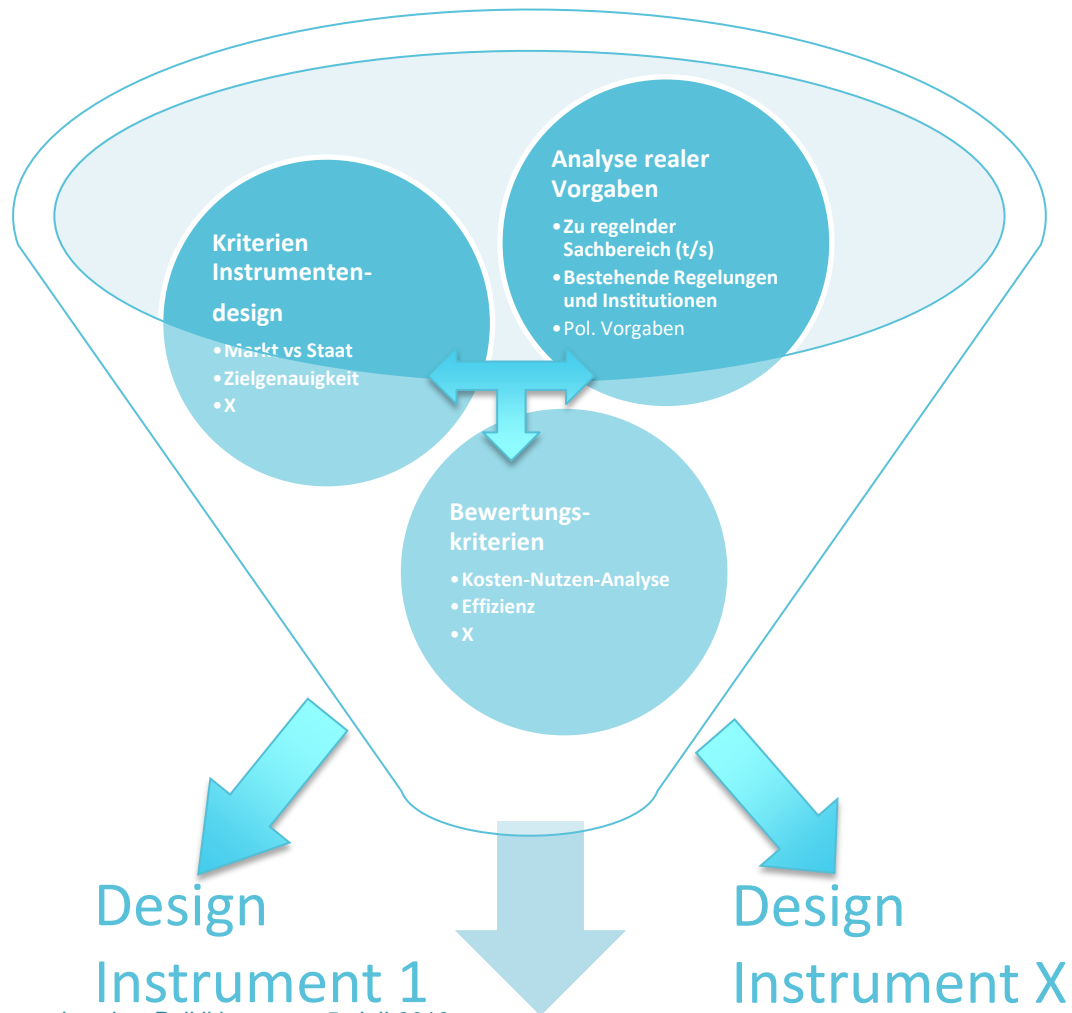 Analyse realer
Vorgaben
•Zu regelnder
Sachbereich (t/s)
•Bestehende Regelungen
und Institutionen
•Pol. Vorgaben
Kriterien
Instrumenten-
design
•Markt vs Staat
•Zielgenauigkeit
•X
Bewertungs-
kriterien
•Kosten-Nutzen-Analyse
•Effizienz
•X
Design
Instrument 1
Design
Instrument X